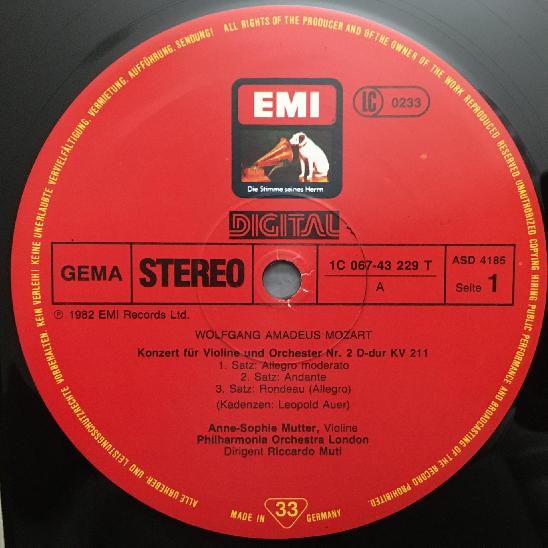 ALLE URHEBER- UND LEISTUNGSSCHUTZRECHTE VORBEHALTEN. KEIN VERLEIH! KEINE UNERLAUBTE VERVIELFÄLTIGUNG, VERMIETUNG, AUFFÜHRUNG, SENDUNG!
ALL RIGHTS OF THE PRODUCER AND OF THE OWNER OF THE WORK REPRODUCED RESERVED. UNAUTHORIZED COPYING HIRING PUBLIC PERFORMANCE AND BROADCASTING OF THE RECORD PROHIBITED.
EMI
LC 0233
Die Stimme seines Herrn
DIGITAL
GEMA STEREO 1C 067-43 229 T ASD 4185
A Seite 1
℗ 1982 EMI Records Ltd.
WOLFGANG AMADEUS MOZART
Konzert für Violine und Orchester Nr. 2 D-dur KV 211
1. Satz: Allegro moderato
2. Satz: Andante
3. Satz: Rondeau (Allegro)
(Kadenzen: Leopold Auer)
Anne-Sophie Mutter, Violine
Philharmonia Orchestra London
Dirigent Riccardo Muti
MADE IN 33 GERMANY